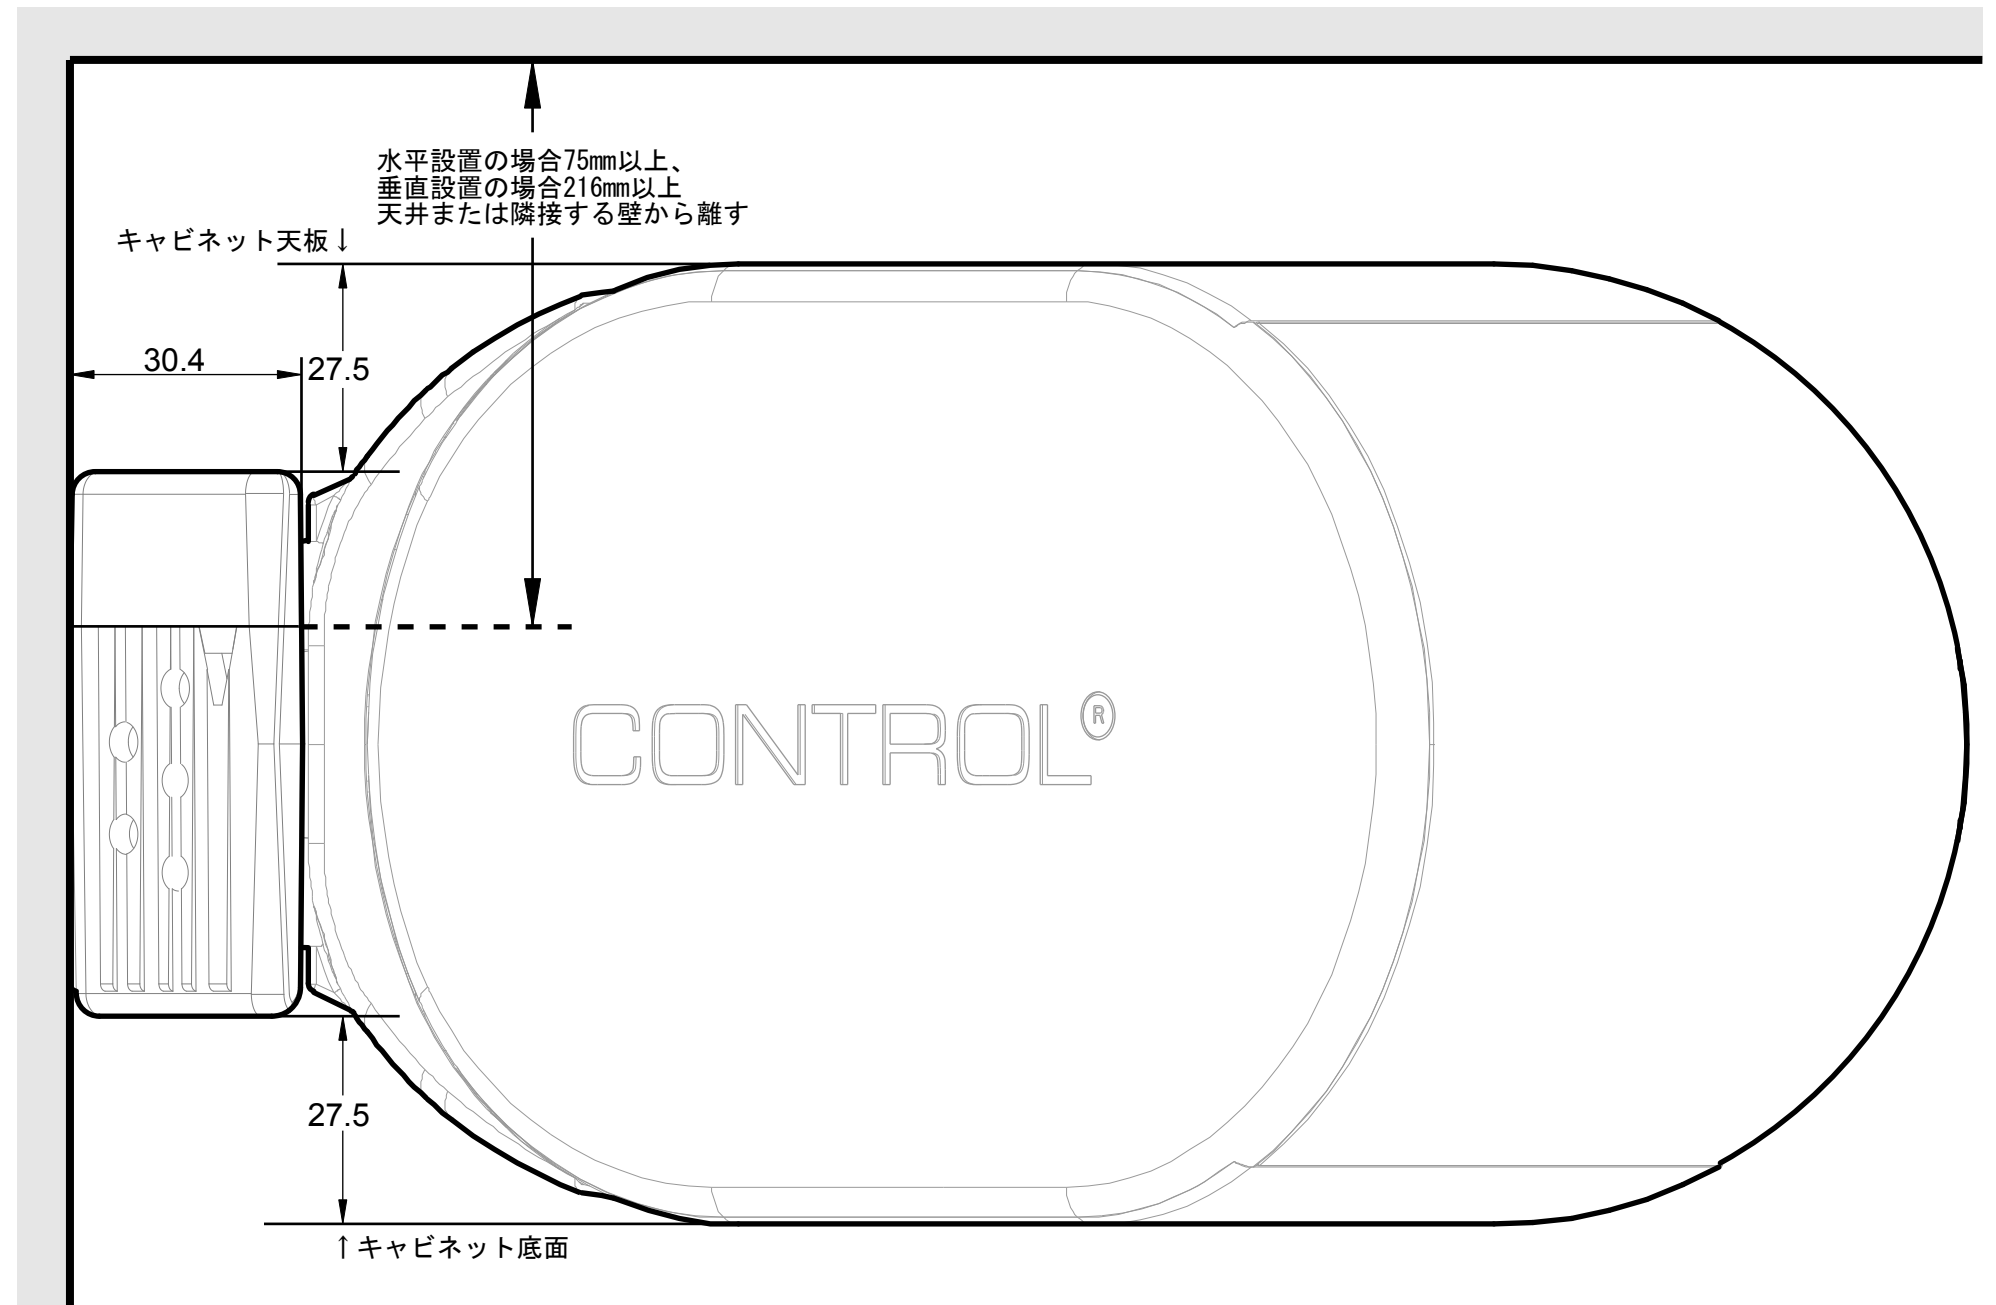 水平設置の場合75mm以上、
垂直設置の場合216mm以上
天井または隣接する壁から離す
キャビネット天板↓
30.4
27.5
CONTROL®
27.5
↑キャビネット底面